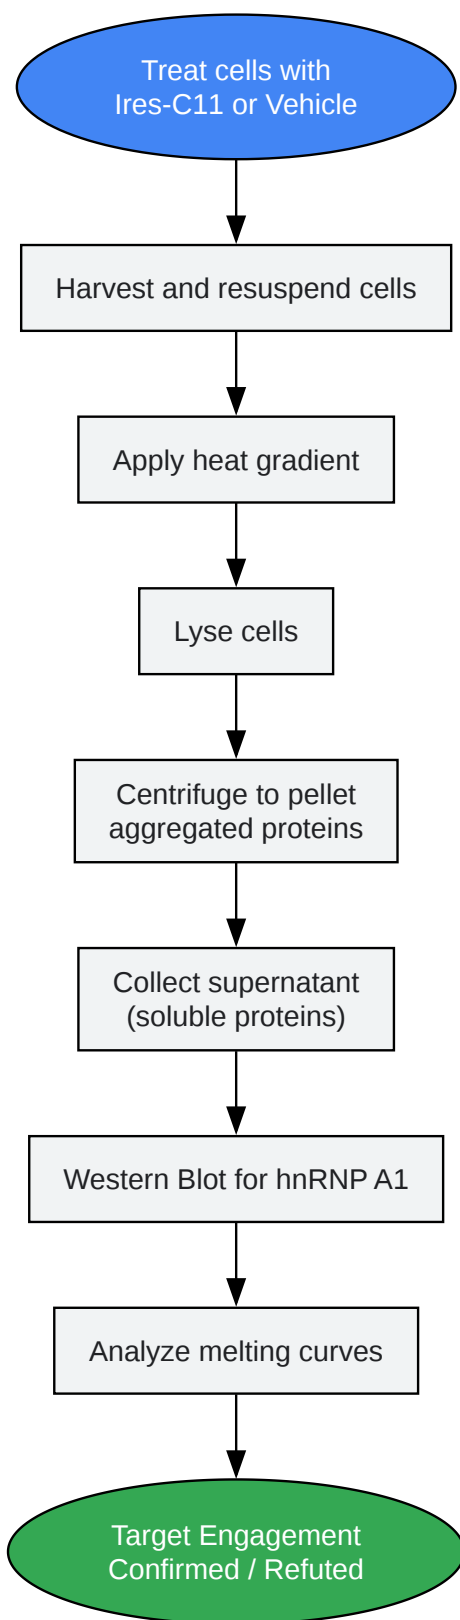 Treat cells with
Ires-C11 or Vehicle
Harvest and resuspend cells
Apply heat gradient
Lyse cells
Centrifuge to pellet
aggregated proteins
Collect supernatant
(soluble proteins)
Western Blot for hnRNP A1
Analyze melting curves
Target Engagement
Confirmed / Refuted